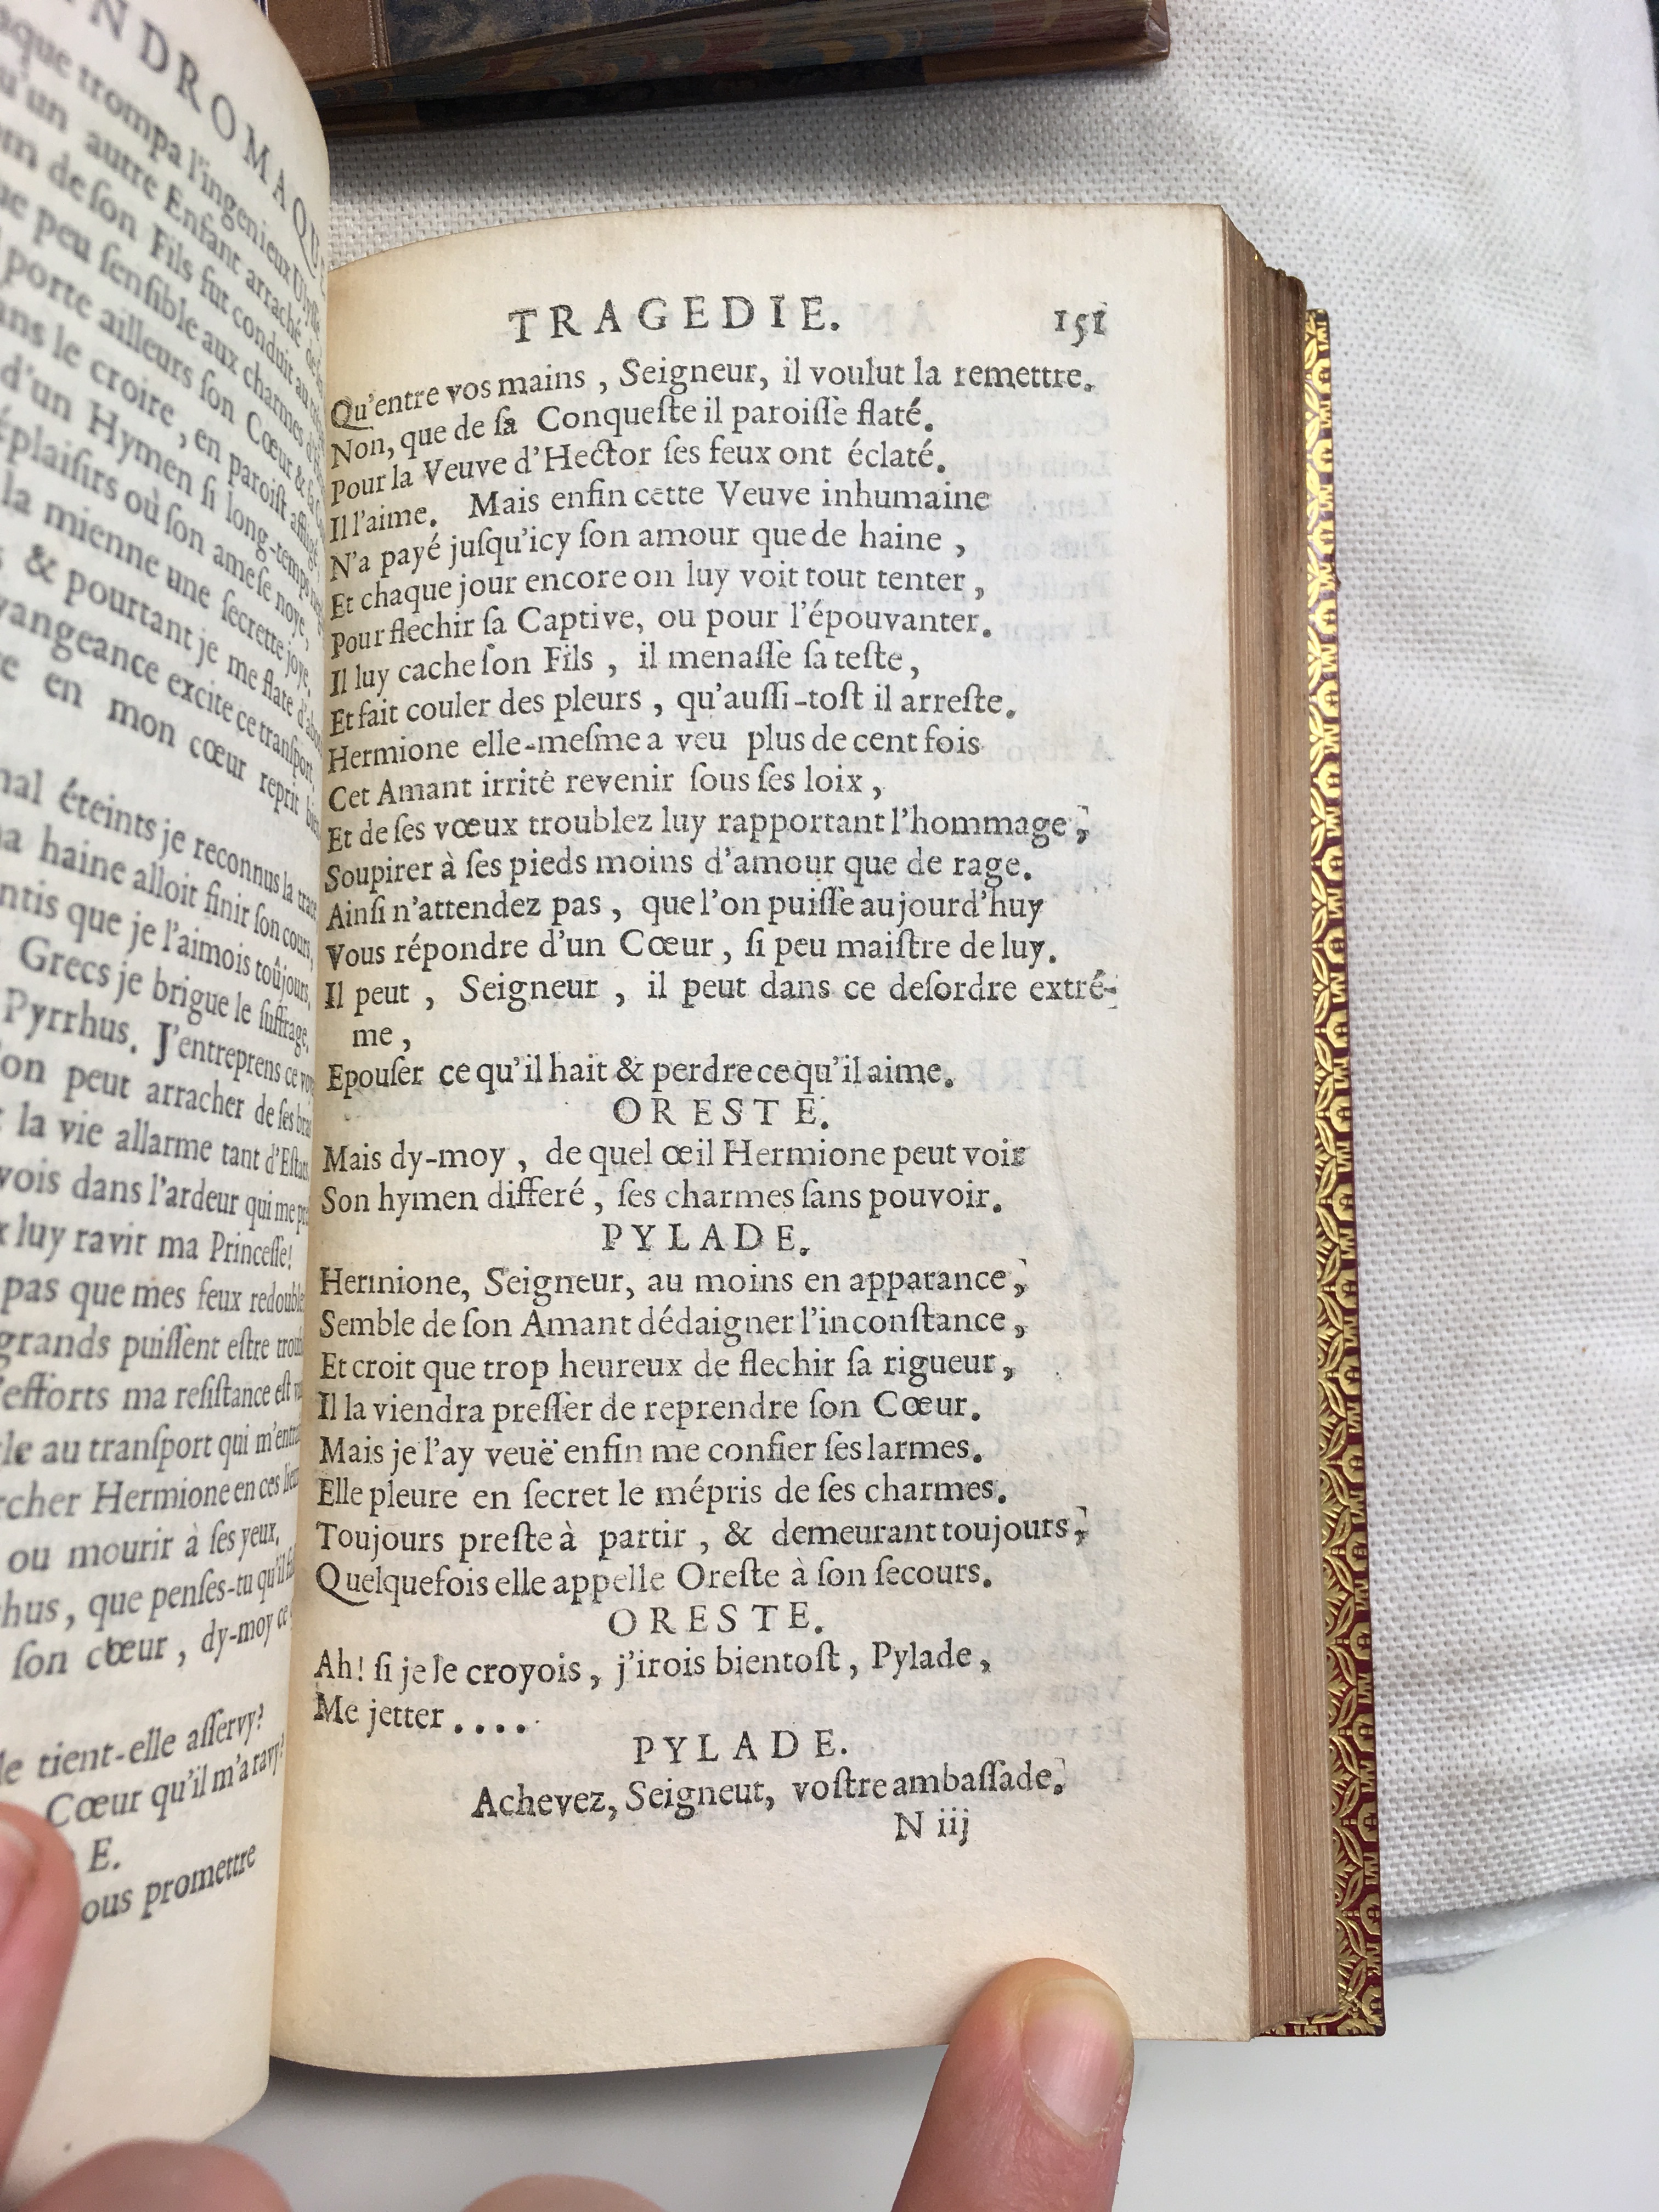 NDROMAQUE
que trompa l'ingenieux Ulysse
u'un autre Enfant arraché
de ſon Fils fut conduit au
peu ſenſible aux charmes
porte ailleurs ſon Cœur &
ans le croire, en paroiſt affligé
d'un Hymen ſi long-temps
éplaiſirs où ſon ame ſe noye,
la mienne une ſecrette joye.
& pourtant je me flate d'abord
vangeance excite ce tranſport,
en mon cœur reprit
mal éteints je reconnus la trace
haine alloit finir ſon cours,
ntis que je l'aimois toûjours.
Grecs je brigue le ſuffrage.
Pyrrhus. J'entreprens ce
on peut arracher de ſes bras
la vie allarme tant d'Eſtats
vois dans l'ardeur qui me
luy ravir ma Princeſſe!
pas que mes feux redoublez
grands puiſſent eſtre
'efforts ma reſiſtance eſt
le au tranſport qui m'entraî
rcher Hermione en ces lieux
ou mourir à ſes yeux.
hus, que penſes-tu qu'il
ſon cœur, dy-moy ce
tient-elle aſſervy?
Cœur qu'il m'a ravy?
E.
ous promettre
TRAGEDIE. 151
Qu'entre vos mains, Seigneur, il voulut la remettre.
Non, que de ſa Conqueſte il paroiſſe flaté.
Pour la Veuve d'Hector ſes feux ont éclaté.
Il l'aime. Mais enfin cette Veuve inhumaine
N'a payé juſqu'icy ſon amour que de haine,
Et chaque jour encore on luy voit tout tenter,
Pour flechir ſa Captive, ou pour l'épouvanter.
Il luy cache ſon Fils, il menaſſe ſa teſte,
Et fait couler des pleurs, qu'auſſi-toſt il arreſte.
Hermione elle-meſme a veu plus de cent fois
Cet Amant irrité revenir ſous ſes loix,
Et de ſes vœux troublez luy rapportant l'hommage,
Soupirer à ſes pieds moins d'amour que de rage.
Ainſi n'attendez pas, que l'on puiſſe aujourd'huy
Vous répondre d'un Cœur, ſi peu maiſtre de luy.
Il peut, Seigneur, il peut dans ce deſordre extré-
me,
Epouſer ce qu'il hait & perdre ce qu'il aime.
ORESTE.
Mais dy-moy, de quel œil Hermione peut voir
Son hymen differé, ſes charmes ſans pouvoir.
PYLADE.
Hermione, Seigneur, au moins en apparance,
Semble de ſon Amant dédaigner l'inconſtance,
Et croit que trop heureux de flechir ſa rigueur,
Il la viendra preſſer de reprendre ſon Cœur.
Mais je l'ay veuë enfin me confier ſes larmes.
Elle pleure en ſecret le mépris de ſes charmes.
Toujours preſte à partir, & demeurant toujours,
Quelquefois elle appelle Oreſte à ſon ſecours.
ORESTE.
Ah! ſi je le croyois, j'irois bientoſt, Pylade,
Me jetter....
PYLADE.
Achevez, Seigneut, voſtre ambaſſade.
N iij